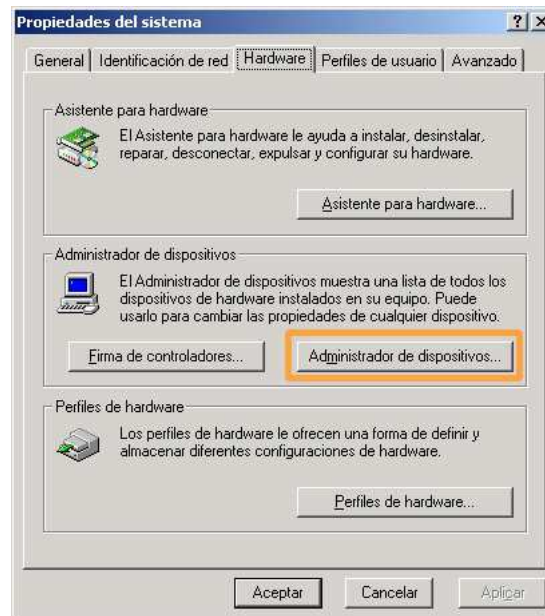 Propiedades del sistema
General
Identificación de red
Hardware
Perfiles de usuario
Avanzado
Asistente para hardware
El Asistente para hardware le ayuda a instalar, desinstalar,
reparar, desconectar, expulsar y configurar su hardware.
Asistente para hardware...
Administrador de dispositivos
El Administrador de dispositivos muestra una lista de todos los
dispositivos de hardware instalados en su equipo. Puede
usarlo para cambiar las propiedades de cualquier dispositivo.
Firma de controladores...
Administrador de dispositivos...
Perfiles de hardware
Los perfiles de hardware le ofrecen una forma de definir y
almacenar diferentes configuraciones de hardware.
Perfiles de hardware...
Aceptar
Cancelar
Aplicar